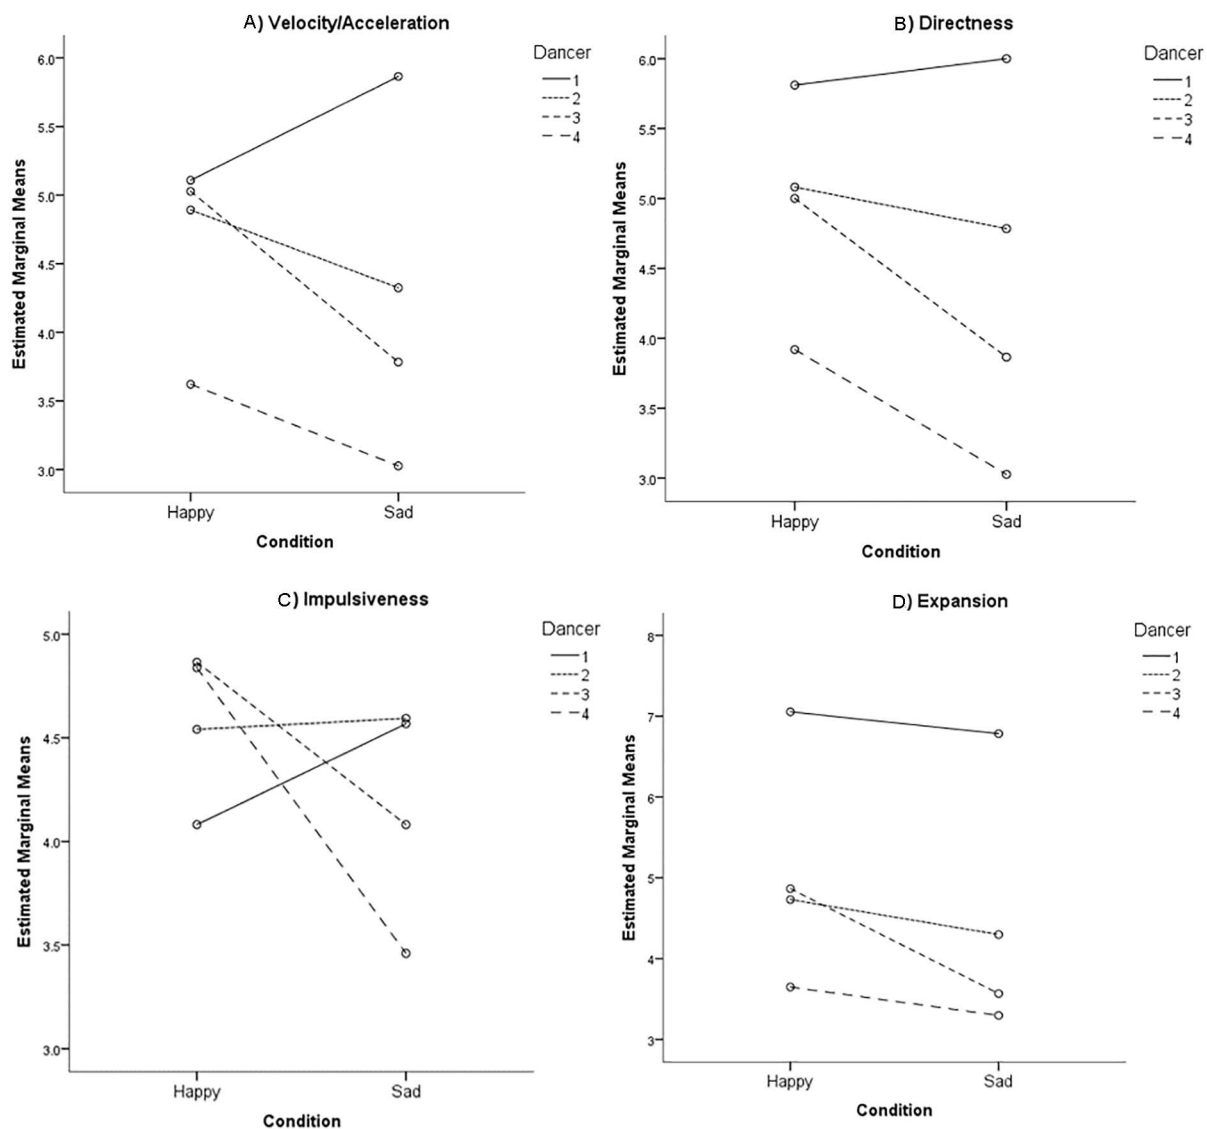 A) Velocity/Acceleration
Dancer
1
2
3
4
6.0
5.5
5.0
4.5
4.0
3.5
3.0
Estimated Marginal Means
Happy
Sad
Condition
B) Directness
Dancer
1
2
3
4
6.0
5.5
5.0
4.5
4.0
3.5
3.0
Estimated Marginal Means
Happy
Sad
Condition
C) Impulsiveness
Dancer
1
2
3
4
5.0
4.5
4.0
3.5
3.0
Estimated Marginal Means
Happy
Sad
Condition
D) Expansion
Dancer
1
2
3
4
8
7
6
5
4
3
Estimated Marginal Means
Happy
Sad
Condition